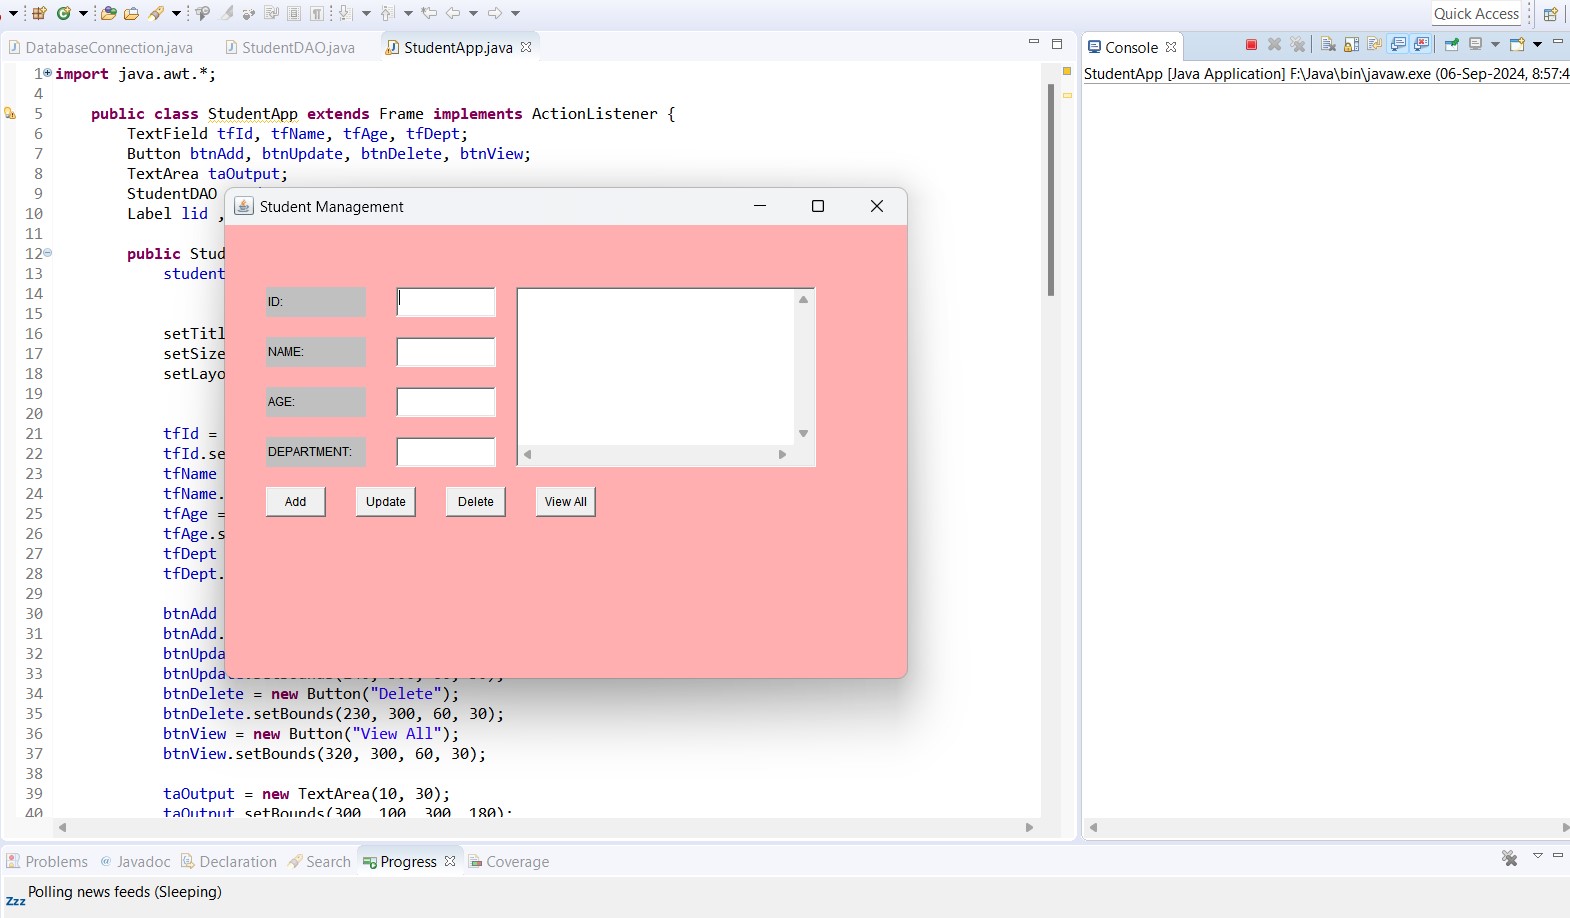 Quick Access
DatabaseConnection.java
StudentDAO.java
StudentApp.java
Console
StudentApp [Java Application] F:\Java\bin\javaw.exe (06-Sep-2024, 8:57:4
1 import java.awt.*;
4
5 public class StudentApp extends Frame implements ActionListener {
6 TextField tfId, tfName, tfAge, tfDept;
7 Button btnAdd, btnUpdate, btnDelete, btnView;
8 TextArea taOutput;
9 StudentDAO
10 Label lid ,
11
12 public Stud
13 student
14
15
16 setTitl
17 setSize
18 setLayo
19
20
21 tfId =
22 tfId.se
23 tfName
24 tfName.
25 tfAge =
26 tfAge.s
27 tfDept
28 tfDept.
29
30 btnAdd
31 btnAdd.
32 btnUpda
33 btnUpda
34 btnDelete = new Button("Delete");
35 btnDelete.setBounds(230, 300, 60, 30);
36 btnView = new Button("View All");
37 btnView.setBounds(320, 300, 60, 30);
38
39 taOutput = new TextArea(10, 30);
40 taOutput.setBounds(300, 100, 300, 180);
Student Management
ID:
NAME:
AGE:
DEPARTMENT:
Add
Update
Delete
View All
Problems
Javadoc
Declaration
Search
Progress
Coverage
Polling news feeds (Sleeping)